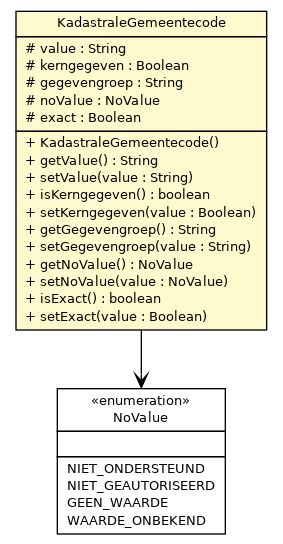 KadastraleGemeentecode
# value : String
# kerngegeven : Boolean
# gegevengroep : String
# noValue : NoValue
# exact : Boolean
+ KadastraleGemeentecode()
+ getValue() : String
+ setValue(value : String)
+ isKerngegeven() : boolean
+ setKerngegeven(value : Boolean)
+ getGegevengroep() : String
+ setGegevengroep(value : String)
+ getNoValue() : NoValue
+ setNoValue(value : NoValue)
+ isExact() : boolean
+ setExact(value : Boolean)
«enumeration»
NoValue
NIET_ONDERSTEUND
NIET_GEAUTORISEERD
GEEN_WAARDE
WAARDE_ONBEKEND